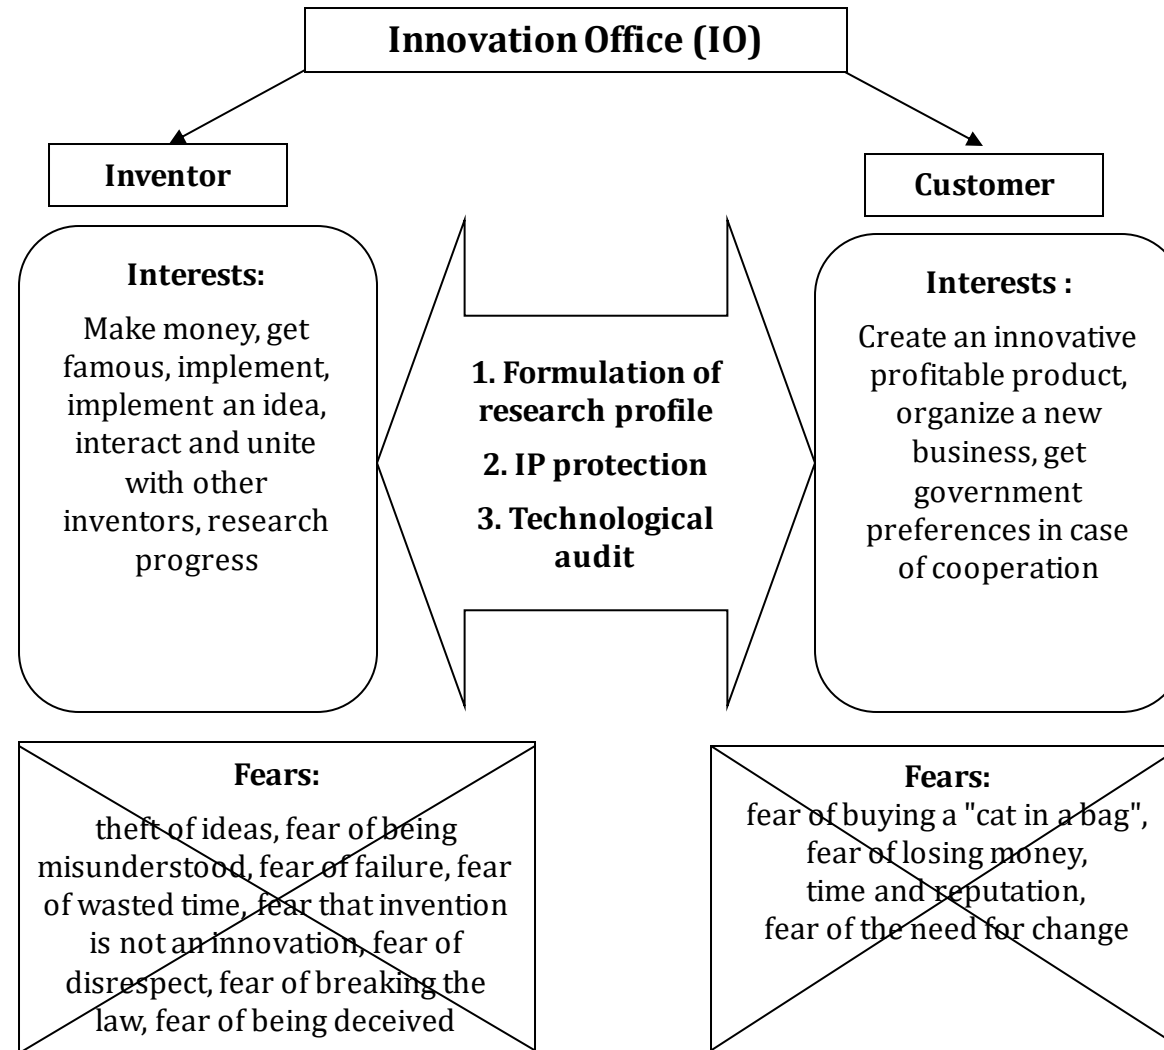 Innovation Office (IO)
Inventor
Customer
Interests:
Make money, get
famous, implement,
implement an idea,
interact and unite
with other
inventors, research
progress
1. Formulation of
research profile
2. IP protection
3. Technological
audit
Interests :
Create an innovative
profitable product,
organize a new
business, get
government
preferences in case
of cooperation
Fears:
theft of ideas, fear of being
misunderstood, fear of failure, fear
of wasted time, fear that invention
is not an innovation, fear of
disrespect, fear of breaking the
law, fear of being deceived
Fears:
fear of buying a "cat in a bag",
fear of losing money,
time and reputation,
fear of the need for change